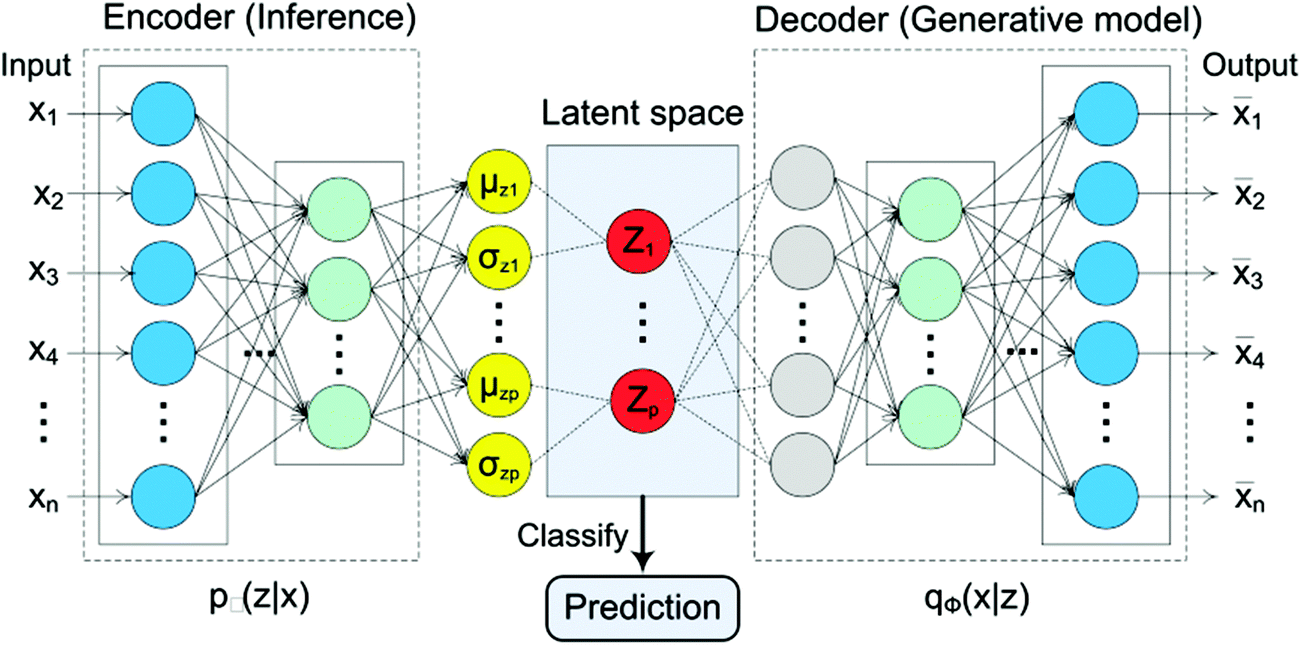 Encoder (Inference)
Decoder (Generative model)
Input
Output
Latent space
x1
x2
x3
x4
xn
μz1
σz1
μzp
σzp
Z1
Zp
x̅1
x̅2
x̅3
x̅4
x̅n
Classify
Prediction
p□(z|x)
qΦ(x|z)